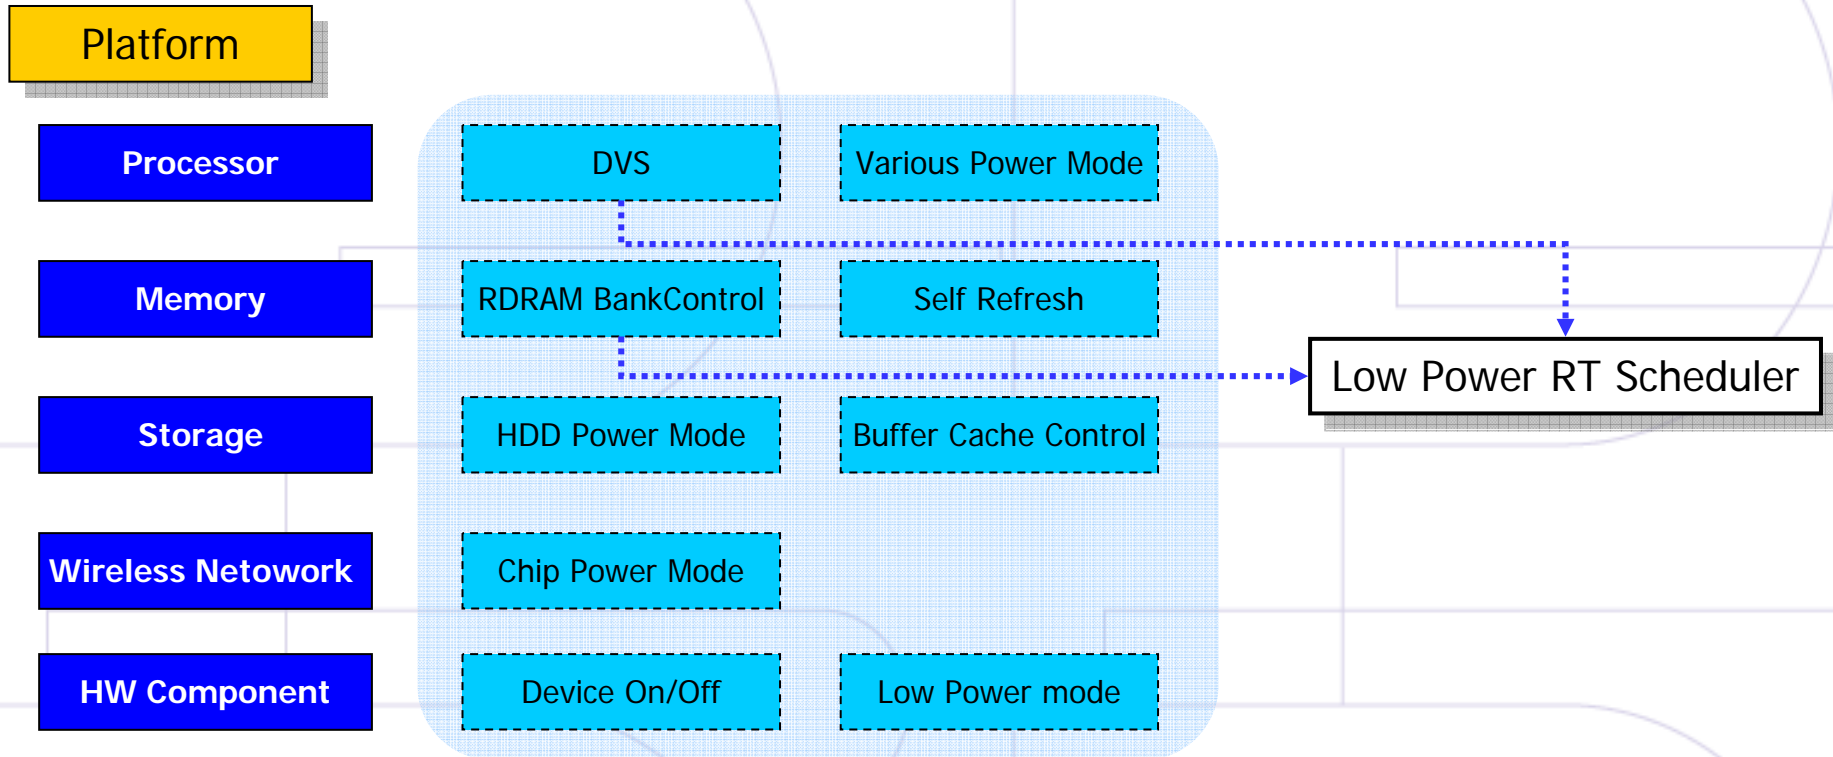 Platform
Processor
DVS
Various Power Mode
Memory
RDRAM BankControl
Self Refresh
Low Power RT Scheduler
Storage
HDD Power Mode
Buffer Cache Control
Wireless Netowork
Chip Power Mode
HW Component
Device On/Off
Low Power mode